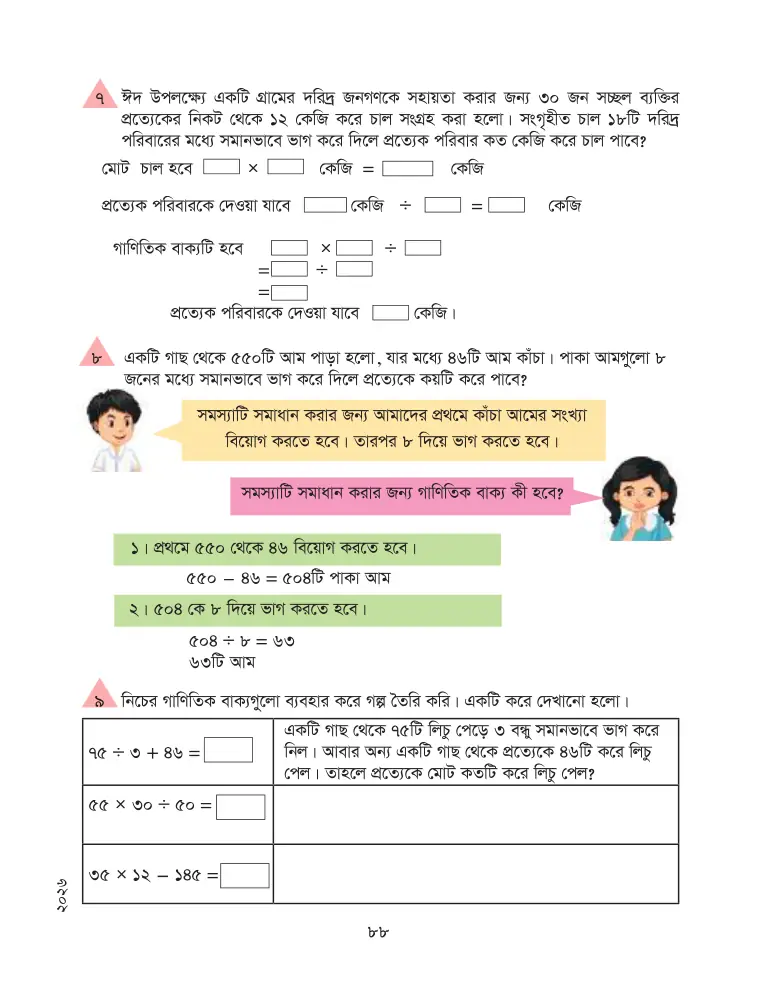 ৭ ঈদ উপলক্ষ্যে একটি গ্রামের দরিদ্র জনগণকে সহায়তা করার জন্য ৩০ জন সচ্ছল ব্যক্তির
প্রত্যেকের নিকট থেকে ১২ কেজি করে চাল সংগ্রহ করা হলো। সংগৃহীত চাল ১৮টি দরিদ্র
পরিবারের মধ্যে সমানভাবে ভাগ করে দিলে প্রত্যেক পরিবার কত কেজি করে চাল পাবে?
মোট চাল হবে × কেজি = কেজি
প্রত্যেক পরিবারকে দেওয়া যাবে কেজি ÷ = কেজি
গাণিতিক বাক্যটি হবে × ÷
= ÷
=
প্রত্যেক পরিবারকে দেওয়া যাবে কেজি।
৮ একটি গাছ থেকে ৫৫০টি আম পাড়া হলো, যার মধ্যে ৪৬টি আম কাঁচা। পাকা আমগুলো ৮
জনের মধ্যে সমানভাবে ভাগ করে দিলে প্রত্যেকে কয়টি করে পাবে?
সমস্যাটি সমাধান করার জন্য আমাদের প্রথমে কাঁচা আমের সংখ্যা
বিয়োগ করতে হবে। তারপর ৮ দিয়ে ভাগ করতে হবে।
সমস্যাটি সমাধান করার জন্য গাণিতিক বাক্য কী হবে?
১। প্রথমে ৫৫০ থেকে ৪৬ বিয়োগ করতে হবে।
৫৫০ – ৪৬ = ৫০৪টি পাকা আম
২। ৫০৪ কে ৮ দিয়ে ভাগ করতে হবে।
৫০৪ ÷ ৮ = ৬৩
৬৩টি আম
৯ নিচের গাণিতিক বাক্যগুলো ব্যবহার করে গল্প তৈরি করি। একটি করে দেখানো হলো।
৭৫ ÷ ৩ + ৪৬ =
একটি গাছ থেকে ৭৫টি লিচু পেড়ে ৩ বন্ধু সমানভাবে ভাগ করে
নিল। আবার অন্য একটি গাছ থেকে প্রত্যেকে ৪৬টি করে লিচু
পেল। তাহলে প্রত্যেকে মোট কতটি করে লিচু পেল?
৫৫ × ৩০ ÷ ৫০ =
৩৫ × ১২ – ১৪৫ =
২০২৬
৮৮